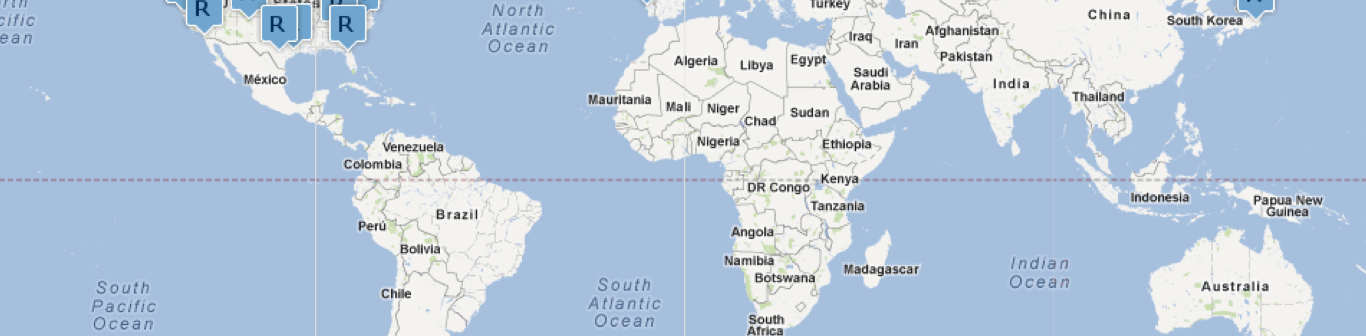 Turkey
R
R
R
R
North
Atlantic
Ocean
China
South Korea
Afghanistan
Iraq
Iran
Pakistan
Algeria
Libya
Egypt
Saudi
Arabia
India
México
Mauritania
Mali
Niger
Chad
Sudan
Thailand
Nigeria
Ethiopia
Venezuela
Colombia
DR Congo
Kenya
Tanzania
Indonesia
Papua New
Guinea
Brazil
Perú
Bolivia
Angola
Namibia
Botswana
Madagascar
Indian
Ocean
Australia
Chile
South
Pacific
Ocean
South
Atlantic
Ocean
South
Africa